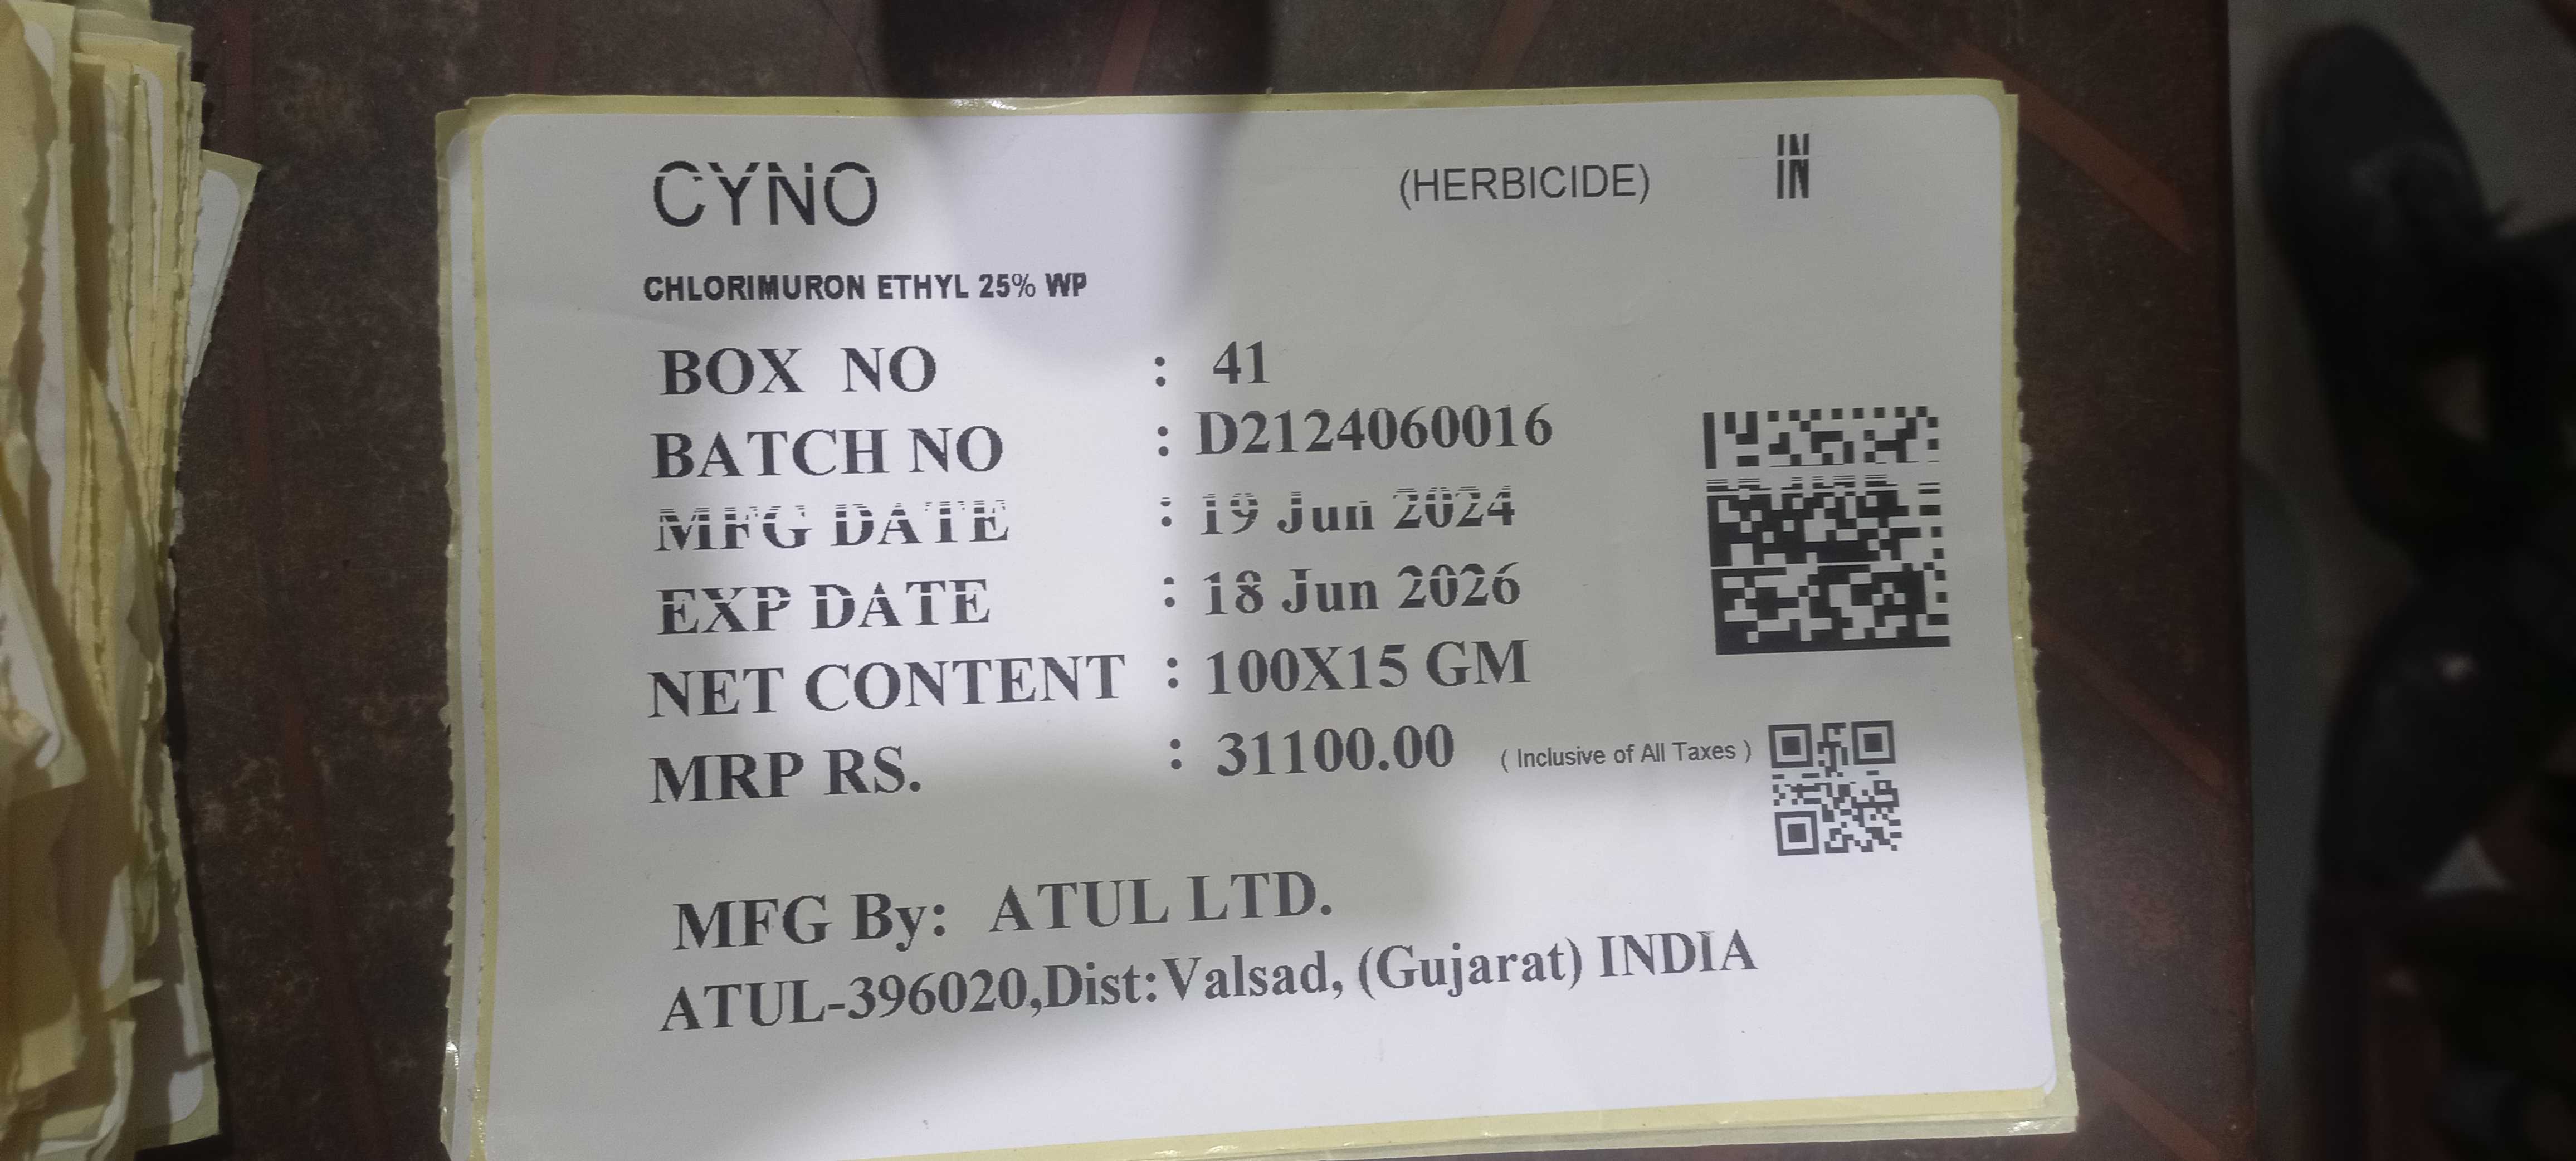 CYNO (HERBICIDE) IN
CHLORIMURON ETHYL 25% WP
BOX NO : 41
BATCH NO : D2124060016
MFG DATE : 19 Jun 2024
EXP DATE : 18 Jun 2026
NET CONTENT : 100X15 GM
MRP RS. : 31100.00 ( Inclusive of All Taxes )
MFG By: ATUL LTD.
ATUL-396020,Dist:Valsad, (Gujarat) INDIA